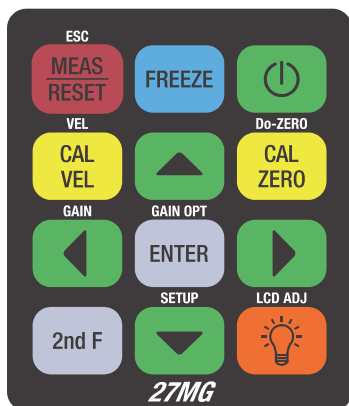 ESC
MEAS
RESET
FREEZE
VEL
Do-ZERO
CAL
VEL
CAL
ZERO
GAIN
GAIN OPT
ENTER
SETUP
LCD ADJ
2nd F
27MG